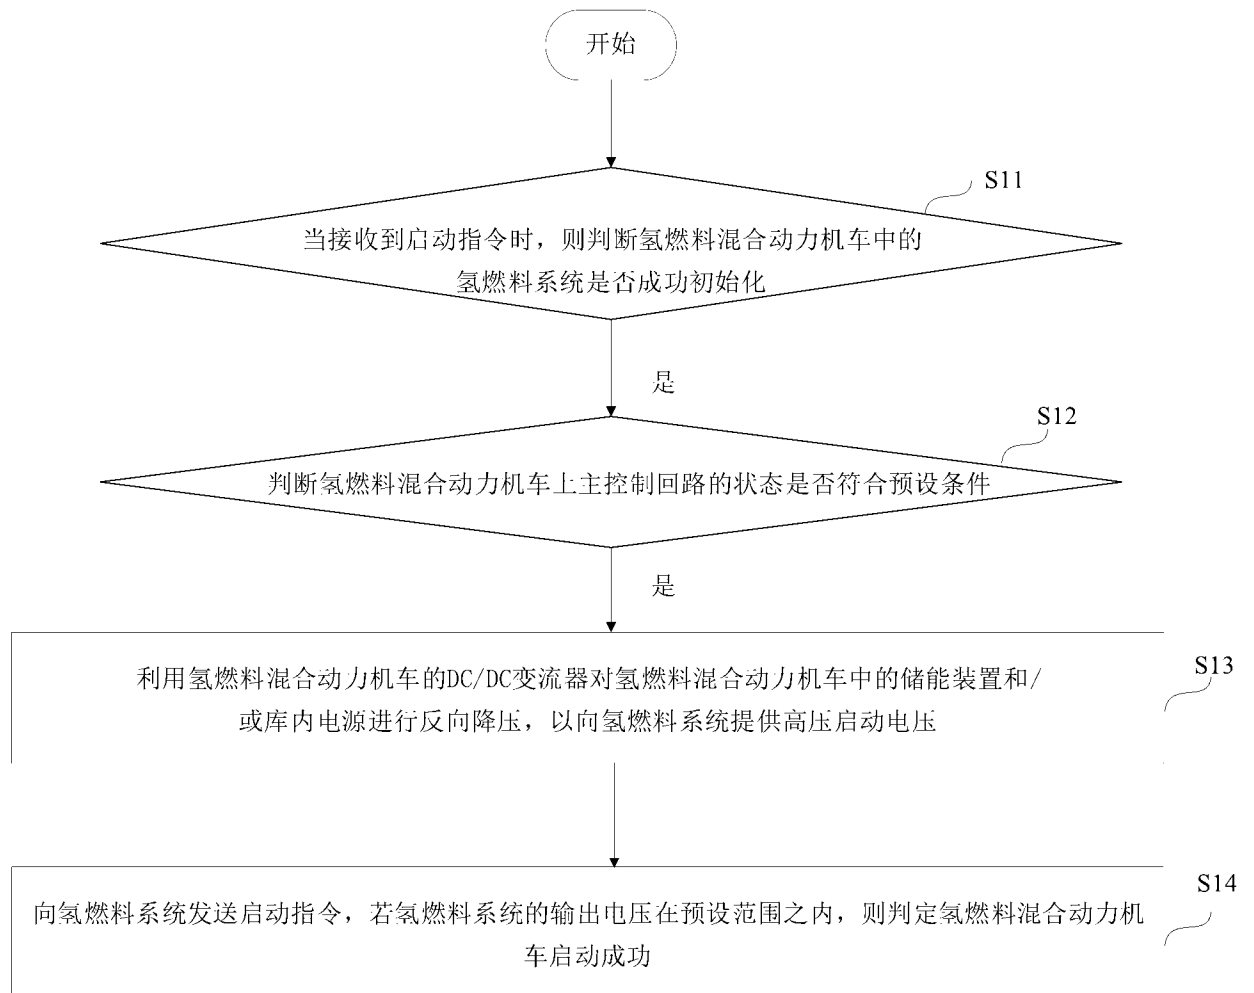 开始
S11
当接收到启动指令时，则判断氢燃料混合动力机车中的
氢燃料系统是否成功初始化
是
S12
判断氢燃料混合动力机车上主控制回路的状态是否符合预设条件
是
S13
利用氢燃料混合动力机车的DC/DC变流器对氢燃料混合动力机车中的储能装置和/
或库内电源进行反向降压，以向氢燃料系统提供高压启动电压
S14
向氢燃料系统发送启动指令，若氢燃料系统的输出电压在预设范围之内，则判定氢燃料混合动力机
车启动成功